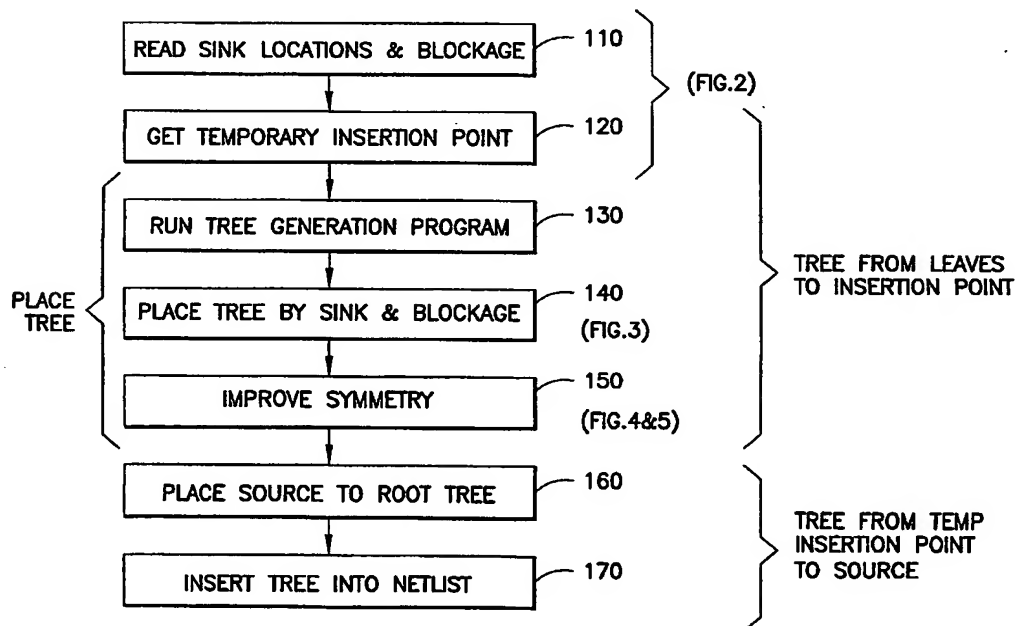 READ SINK LOCATIONS & BLOCKAGE
110
(FIG.2)
GET TEMPORARY INSERTION POINT
120
RUN TREE GENERATION PROGRAM
130
TREE FROM LEAVES
TO INSERTION POINT
PLACE
TREE
PLACE TREE BY SINK & BLOCKAGE
140
(FIG.3)
IMPROVE SYMMETRY
150
(FIG.4&5)
PLACE SOURCE TO ROOT TREE
160
TREE FROM TEMP
INSERTION POINT
TO SOURCE
INSERT TREE INTO NETLIST
170